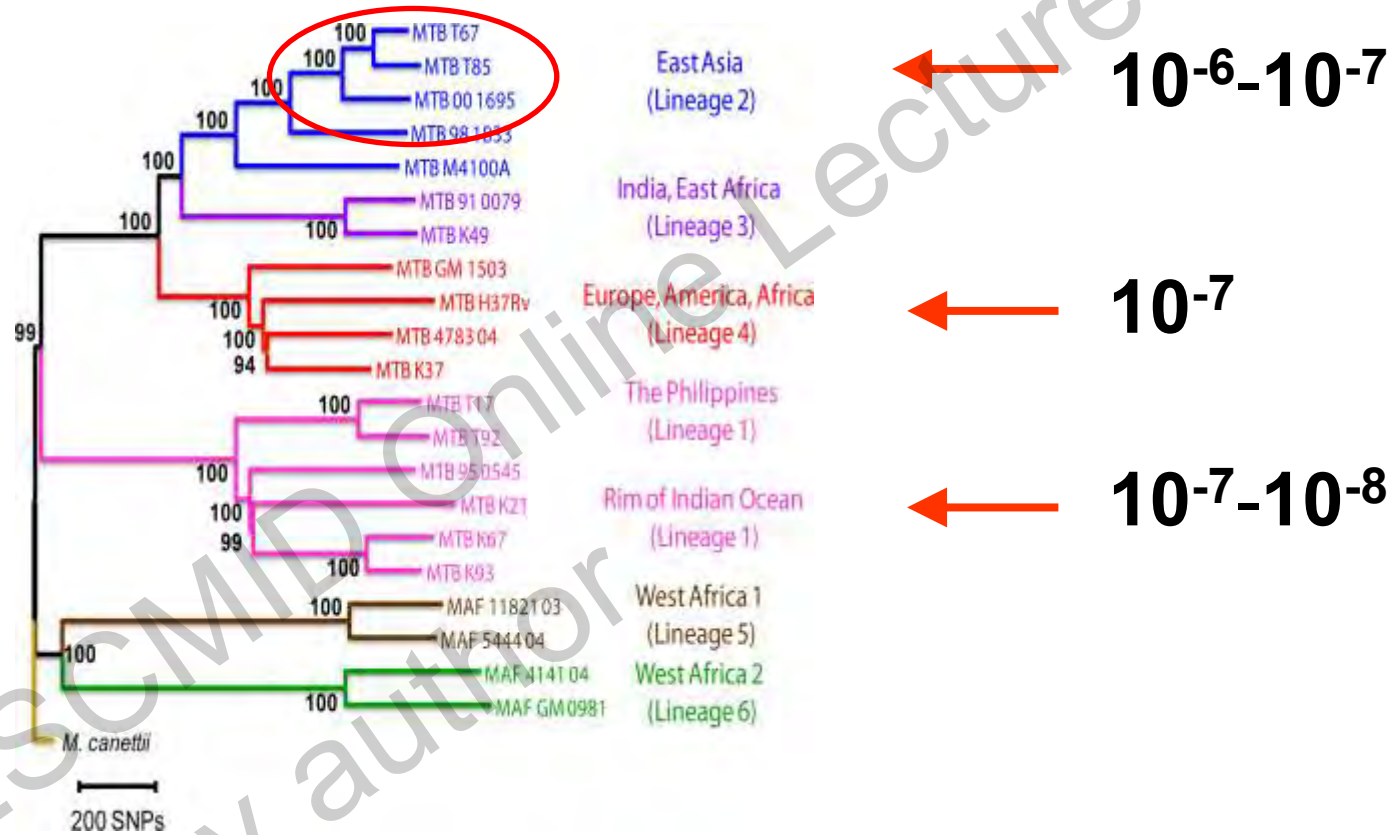 100 MTB T67
100 MTB T85
100 MTB 00 1695
100 MTB 98 1833
100 MTB M4100A
East Asia
(Lineage 2)
10-6-10-7
100 MTB 91 0079
100 MTB K49
India, East Africa
(Lineage 3)
100 MTB GM 1503
100 MTB H37Rv
100 MTB 4783 04
94 MTB K37
Europe, America, Africa
(Lineage 4)
10-7
99
100 MTB T17
MTB T92
The Philippines
(Lineage 1)
100 MTB 95 0545
100 MTB K21
99 MTB K67
100 MTB K93
Rim of Indian Ocean
(Lineage 1)
10-7-10-8
100 MAF 11821 03
MAF 5444 04
West Africa 1
(Lineage 5)
100
MAF 4141 04
100 MAF GM 0981
West Africa 2
(Lineage 6)
M. canettii
200 SNPs
ESCMID Online Lecture
author